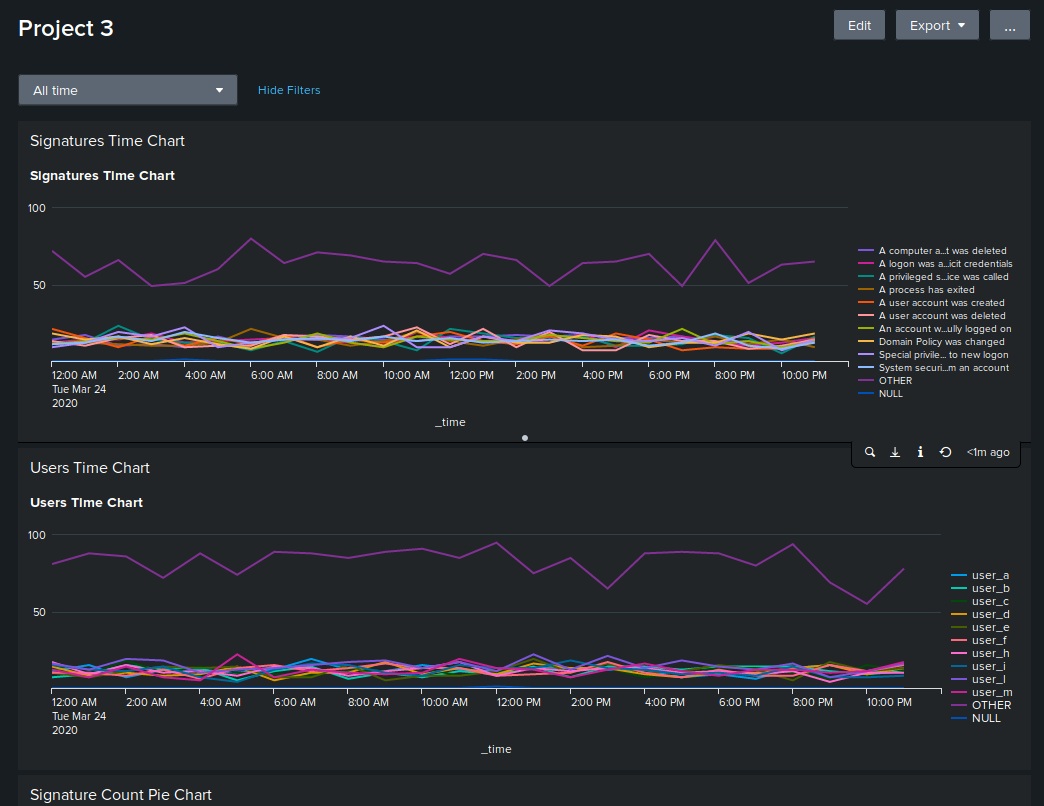 Project 3
Edit
Export
...
All time
Hide Filters
Signatures Time Chart
Signatures Time Chart
100
50
A computer a...t was deleted
A logon was a...icit credentials
A privileged s...ice was called
A process has exited
A user account was created
A user account was deleted
An account w...ully logged on
Domain Policy was changed
Special privile... to new logon
System securi...m an account
OTHER
NULL
12:00 AM 2:00 AM 4:00 AM 6:00 AM 8:00 AM 10:00 AM 12:00 PM 2:00 PM 4:00 PM 6:00 PM 8:00 PM 10:00 PM
Tue Mar 24
2020
_time
<1m ago
Users Time Chart
Users Time Chart
100
50
user_a
user_b
user_c
user_d
user_e
user_f
user_h
user_i
user_l
user_m
OTHER
NULL
12:00 AM 2:00 AM 4:00 AM 6:00 AM 8:00 AM 10:00 AM 12:00 PM 2:00 PM 4:00 PM 6:00 PM 8:00 PM 10:00 PM
Tue Mar 24
2020
_time
Signature Count Pie Chart